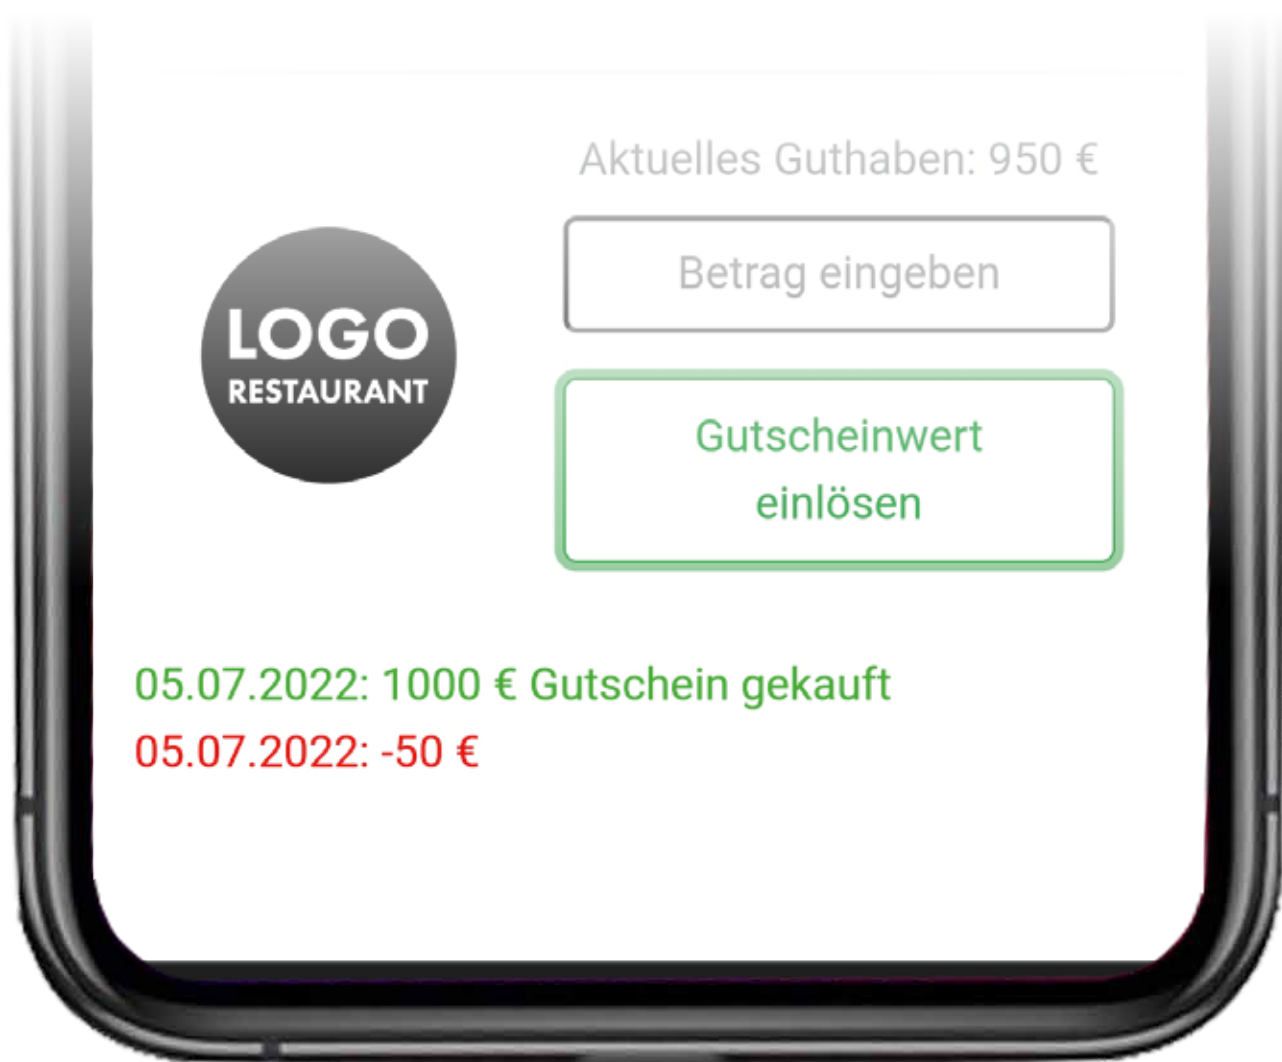 Aktuelles Guthaben: 950 €
Betrag eingeben
LOGO
RESTAURANT
Gutscheinwert
einlösen
05.07.2022: 1000 € Gutschein gekauft
05.07.2022: -50 €